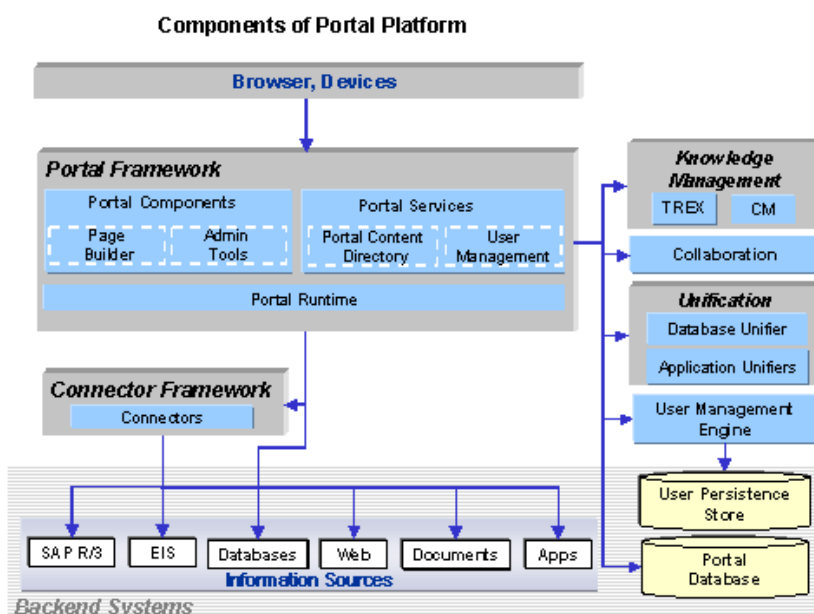 Components of Portal Platform
Browser, Devices
Portal Framework
Portal Components
Page
Builder
Admin
Tools
Portal Services
Portal Content
Directory
User
Management
Portal Runtime
Connector Framework
Connectors
Knowledge
Management
TREX
CM
Collaboration
Unification
Database Unifier
Application Unifiers
User Management
Engine
User Persistence
Store
Portal
Database
SAP R/3
EIS
Databases
Web
Documents
Apps
Information Sources
Backend Systems